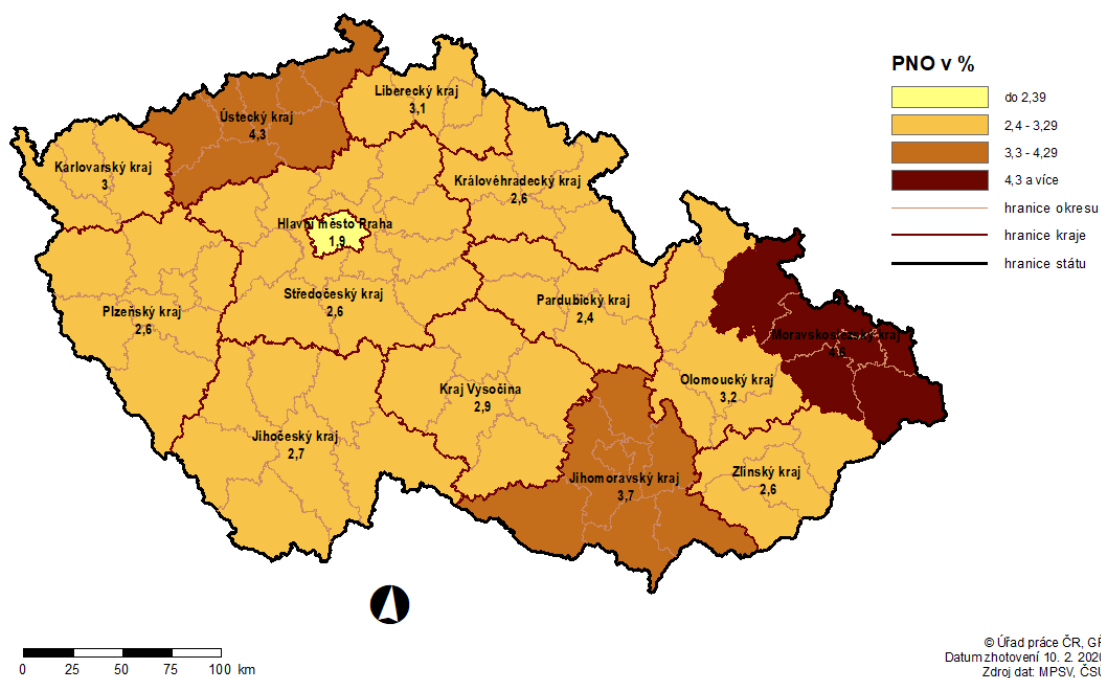 PNO v %
do 2,39
2,4 - 3,29
3,3 - 4,29
4,3 a více
hranice okresu
hranice kraje
hranice státu
Liberecký kraj
3,1
Ústecký kraj
4,3
Karlovarský kraj
3
Královéhradecký kraj
2,6
Hlavní město Praha
1,9
Středočeský kraj
2,6
Plzeňský kraj
2,6
Pardubický kraj
2,4
Moravskoslezský kraj
Olomoucký kraj
3,2
Kraj Vysočina
2,9
Jihočeský kraj
2,7
Zlínský kraj
2,6
Jihomoravský kraj
3,7
0 25 50 75 100 km
© Úřad práce ČR,
Datum zhotovení 10. 2.
Zdroj dat: MPSV,